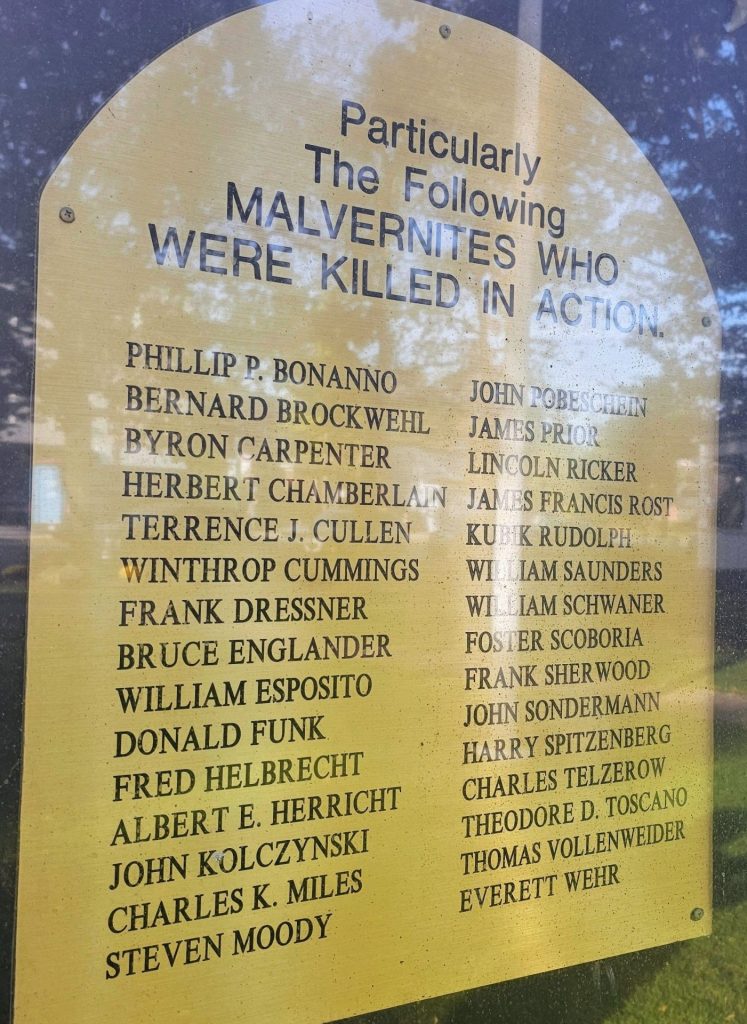 Particularly
The Following
MALVERNITES WHO
WERE KILLED IN ACTION.
PHILLIP P. BONANNO
BERNARD BROCKWEHL
BYRON CARPENTER
HERBERT CHAMBERLAIN
TERRENCE J. CULLEN
WINTHROP CUMMINGS
FRANK DRESSNER
BRUCE ENGLANDER
WILLIAM ESPOSITO
DONALD FUNK
FRED HELBRECHT
ALBERT E. HERRICHT
JOHN KOLCZYNSKI
CHARLES K. MILES
STEVEN MOODY
JOHN POBESCHEIN
JAMES PRIOR
LINCOLN RICKER
JAMES FRANCIS ROST
KUBIK RUDOLPH
WILLIAM SAUNDERS
WILLIAM SCHWANER
FOSTER SCOBORIA
FRANK SHERWOOD
JOHN SONDERMANN
HARRY SPITZENBERG
CHARLES TELZEROW
THEODORE D. TOSCANO
THOMAS VOLLENWEIDER
EVERETT WEHR